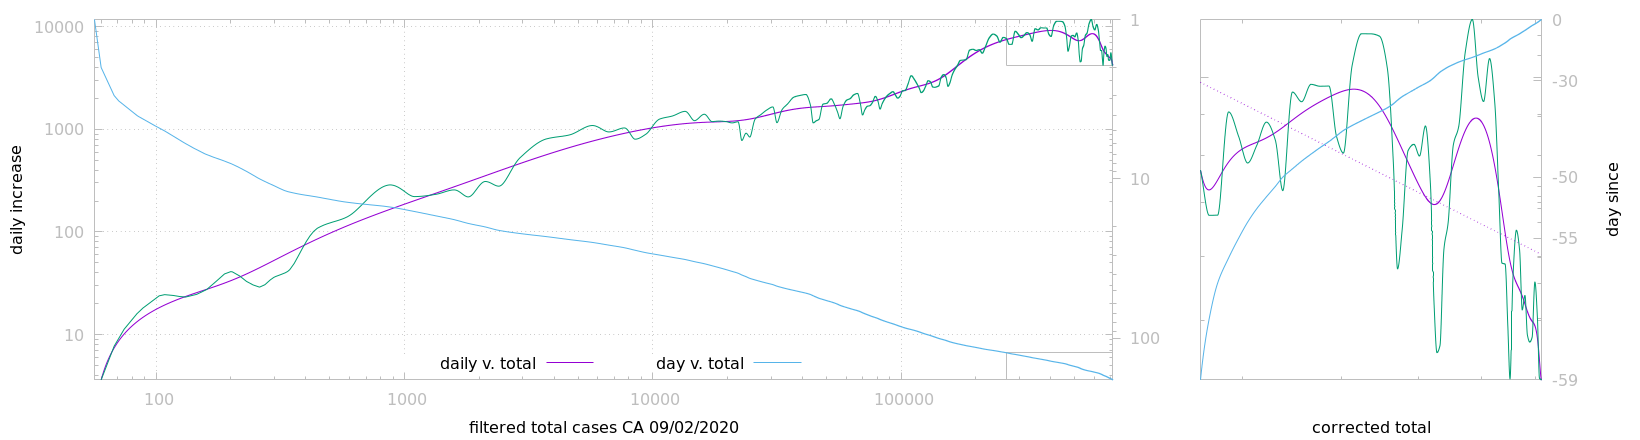 10000
1000
100
10
daily increase
1
10
100
daily v. total
day v. total
100
1000
10000
100000
filtered total cases CA 09/02/2020
0
-30
-50
-55
-59
day since
corrected total